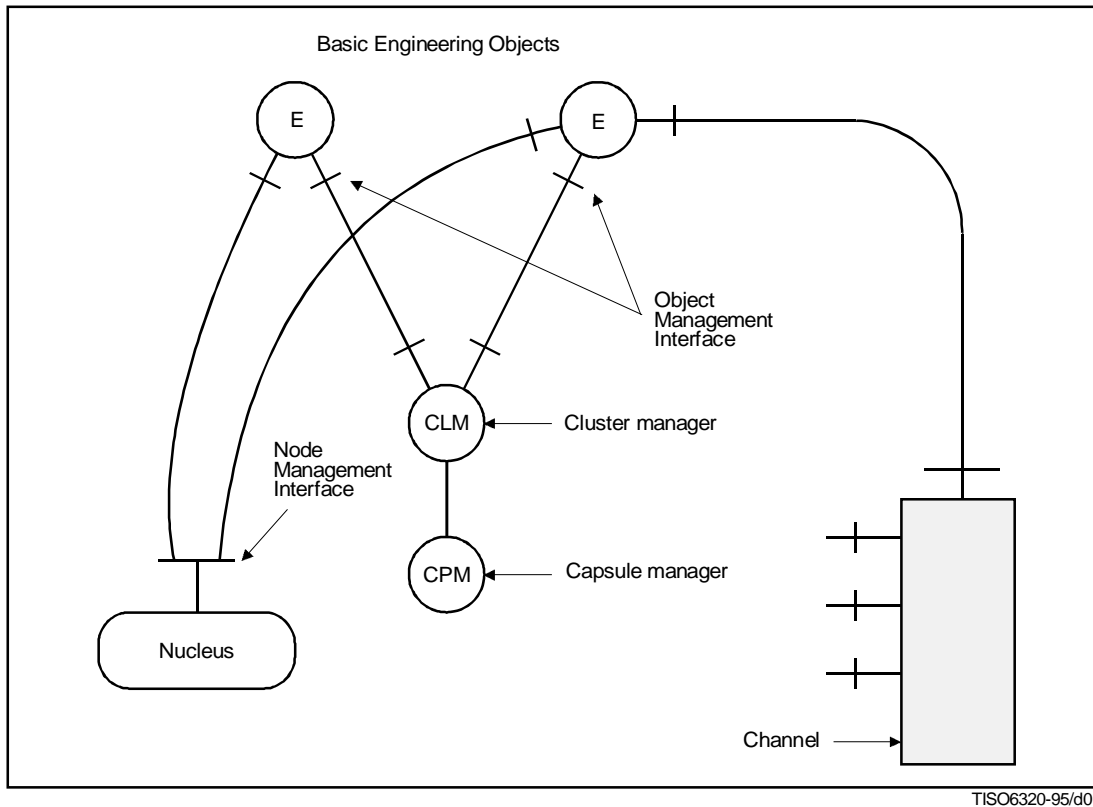 Basic Engineering Objects
E
E
Object
Management
Interface
CLM
Cluster manager
Node
Management
Interface
CPM
Capsule manager
Nucleus
Channel
TISO6320-95/d0